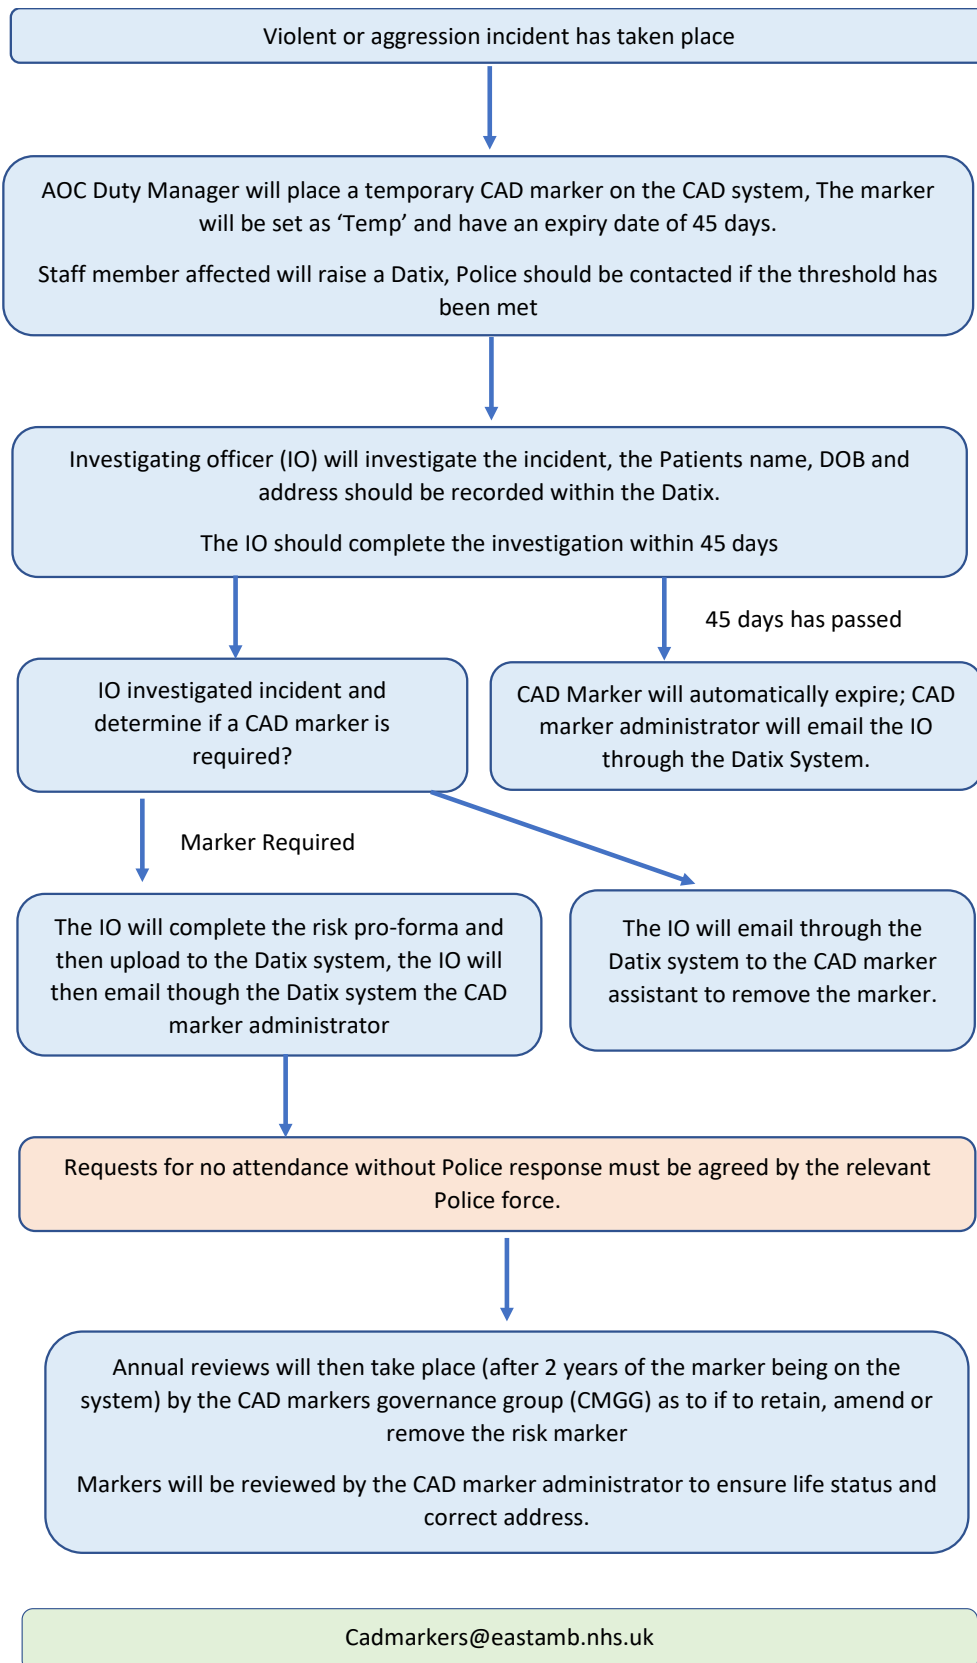 Violent or aggression incident has taken place
AOC Duty Manager will place a temporary CAD marker on the CAD system, The marker
will be set as ‘Temp’ and have an expiry date of 45 days.
Staff member affected will raise a Datix, Police should be contacted if the threshold has
been met
Investigating officer (IO) will investigate the incident, the Patients name, DOB and
address should be recorded within the Datix.
The IO should complete the investigation within 45 days
45 days has passed
IO investigated incident and
determine if a CAD marker is
required?
CAD Marker will automatically expire; CAD
marker administrator will email the IO
through the Datix System.
Marker Required
The IO will complete the risk pro-forma and
then upload to the Datix system, the IO will
then email though the Datix system the CAD
marker administrator
The IO will email through the
Datix system to the CAD marker
assistant to remove the marker.
Requests for no attendance without Police response must be agreed by the relevant
Police force.
Annual reviews will then take place (after 2 years of the marker being on the
system) by the CAD markers governance group (CMGG) as to if to retain, amend or
remove the risk marker
Markers will be reviewed by the CAD marker administrator to ensure life status and
correct address.
Cadmarkers@eastamb.nhs.uk